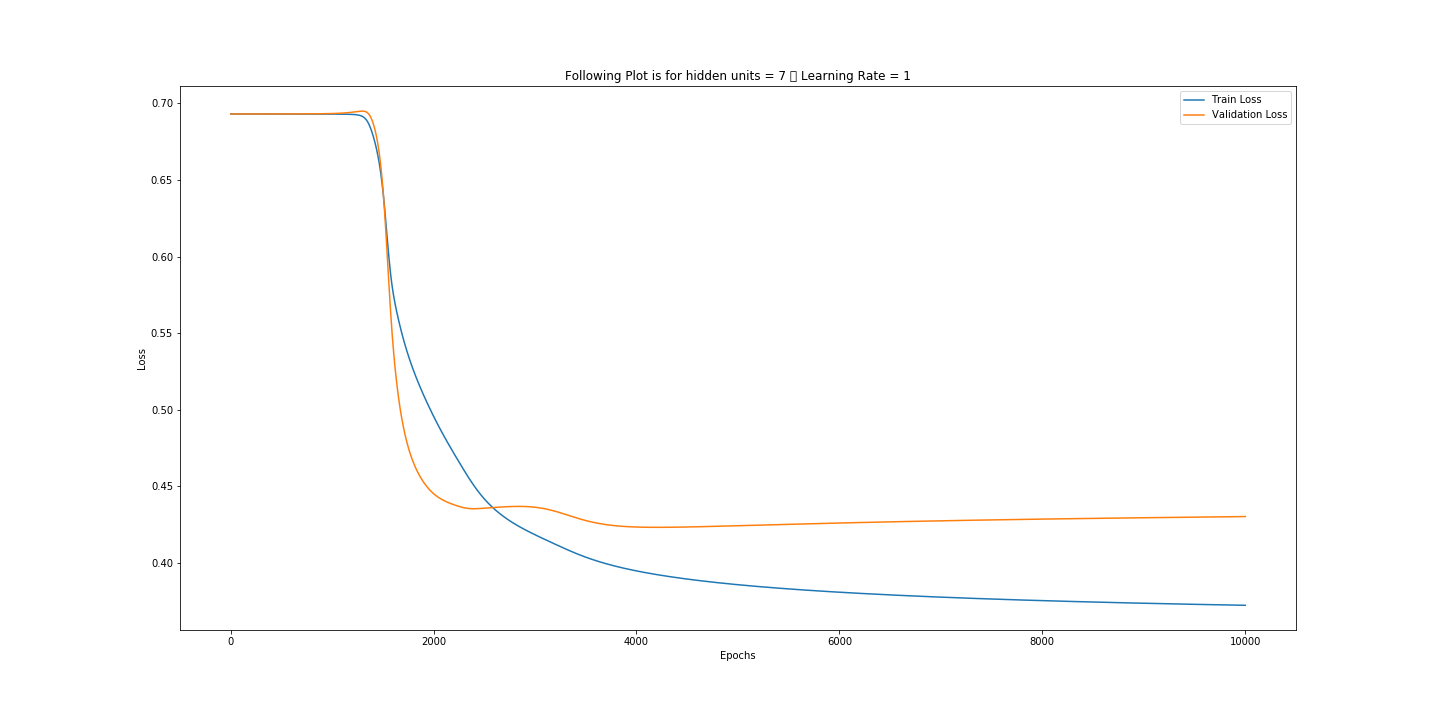 Following Plot is for hidden units = 7 ▯ Learning Rate = 1
Train Loss
Validation Loss
0.70
0.65
0.60
0.55
0.50
0.45
0.40
Loss
0
2000
4000
6000
8000
10000
Epochs